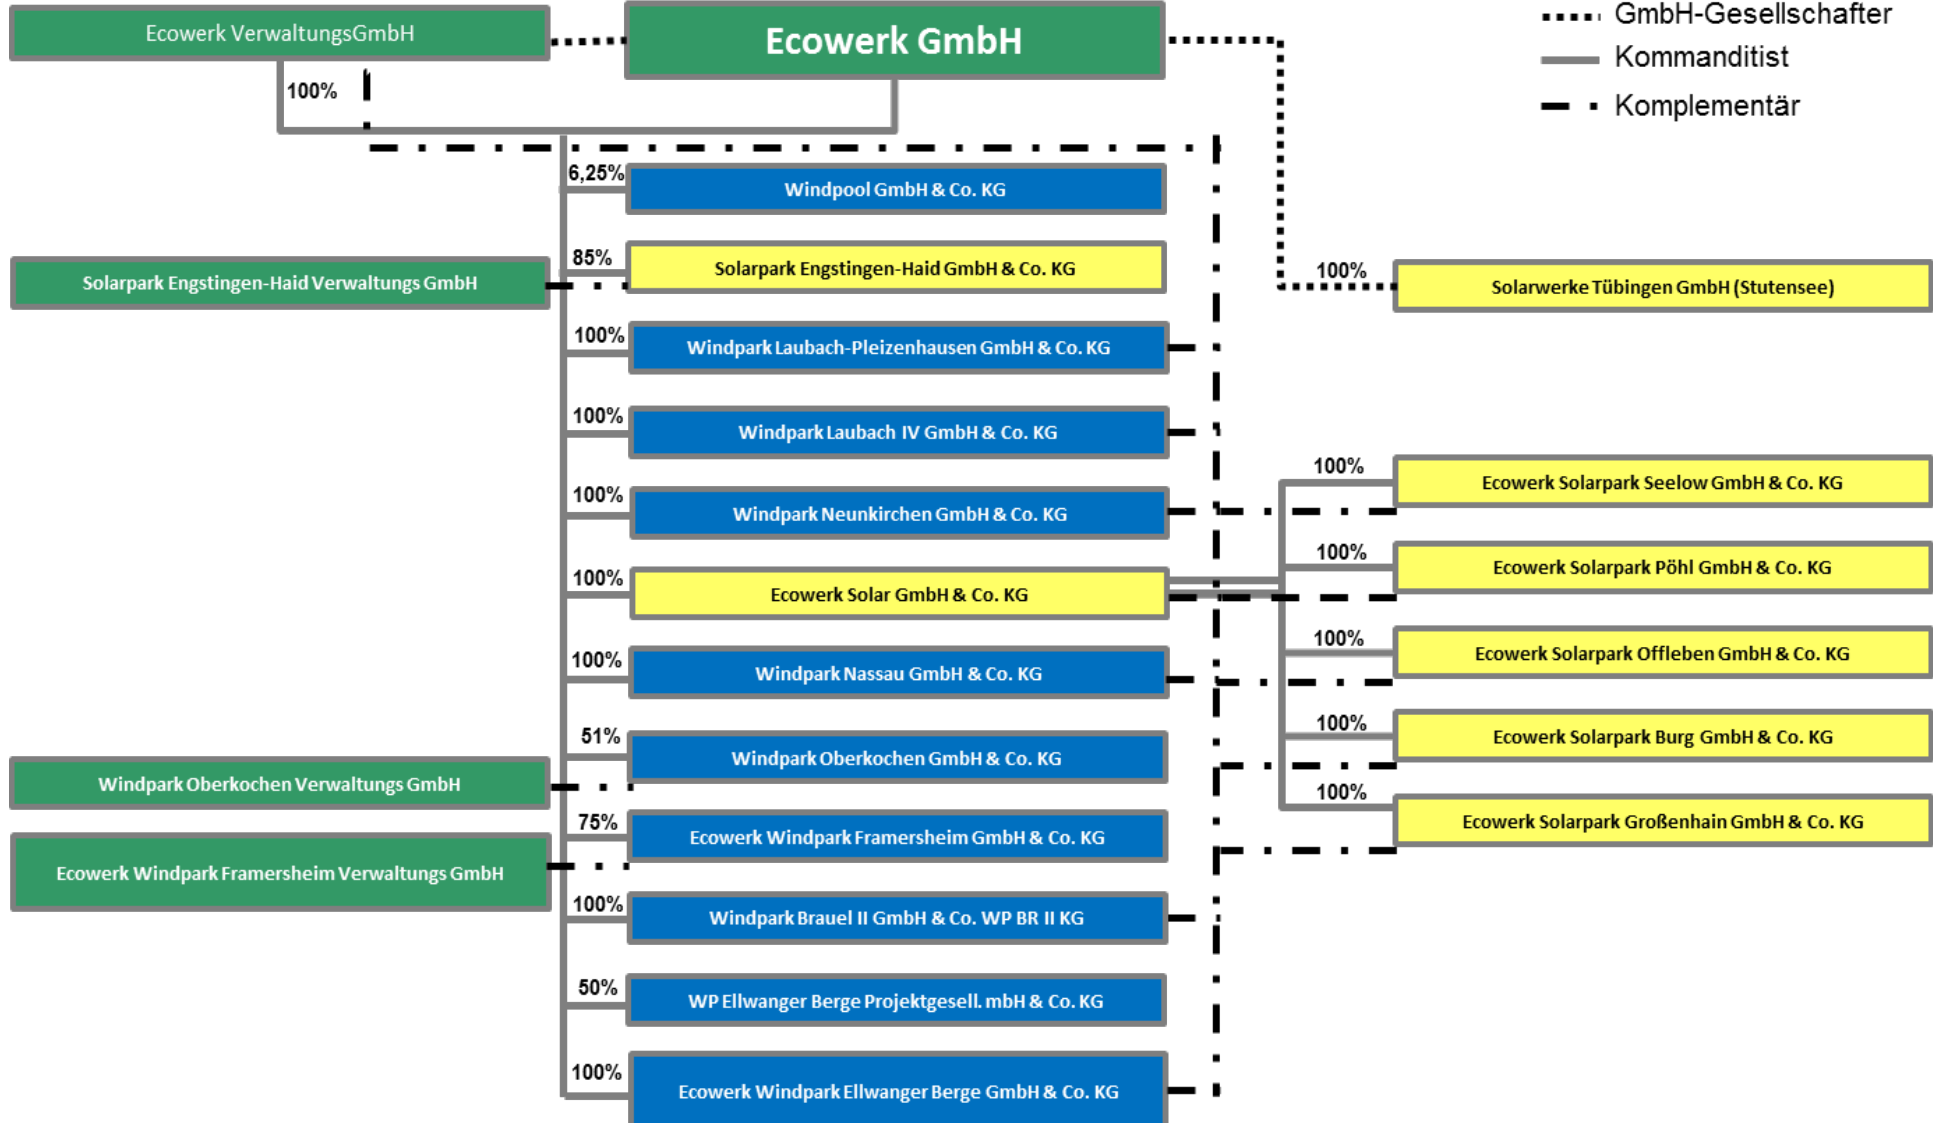 Ecowerk VerwaltungsGmbH
Ecowerk GmbH
GmbH-Gesellschafter
Kommanditist
Komplementär
100%
6,25%
Windpool GmbH & Co. KG
85%
Solarpark Engstingen-Haid GmbH & Co. KG
Solarpark Engstingen-Haid Verwaltungs GmbH
100%
Solarwerke Tübingen GmbH (Stutensee)
100%
Windpark Laubach-Pleizenhausen GmbH & Co. KG
100%
Windpark Laubach IV GmbH & Co. KG
100%
Windpark Neunkirchen GmbH & Co. KG
100%
Ecowerk Solarpark Seelow GmbH & Co. KG
100%
Ecowerk Solar GmbH & Co. KG
100%
Ecowerk Solarpark Pöhl GmbH & Co. KG
100%
Windpark Nassau GmbH & Co. KG
100%
Ecowerk Solarpark Offleben GmbH & Co. KG
51%
Windpark Oberkochen GmbH & Co. KG
100%
Ecowerk Solarpark Burg GmbH & Co. KG
Windpark Oberkochen Verwaltungs GmbH
75%
Ecowerk Windpark Framersheim GmbH & Co. KG
100%
Ecowerk Solarpark Großenhain GmbH & Co. KG
Ecowerk Windpark Framersheim Verwaltungs GmbH
100%
Windpark Brauel II GmbH & Co. WP BR II KG
50%
WP Ellwanger Berge Projektgesell. mbH & Co. KG
100%
Ecowerk Windpark Ellwanger Berge GmbH & Co. KG